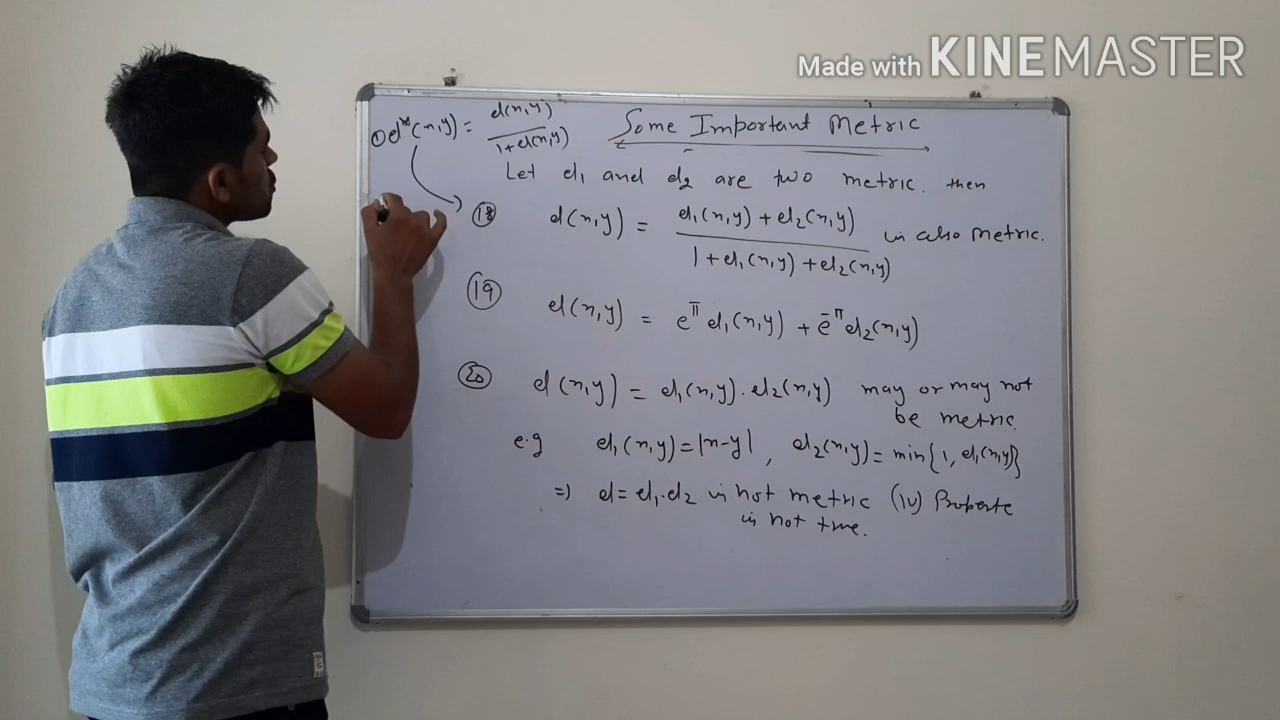 Made with KINEMASTER
① d*(x,y) = d(x,y) / 1+d(x,y)
Some Important Metric
Let d₁ and d₂ are two metric. then
⑱ d(x,y) = d₁(x,y) + d₂(x,y) / 1 + d₁(x,y) + d₂(x,y) is also metric.
⑲ d(x,y) = e^π d₁(x,y) + e^-π d₂(x,y)
⑳ d(x,y) = d₁(x,y) · d₂(x,y) may or may not
be metric.
e.g d₁(x,y) = |x-y| , d₂(x,y) = min{1, d₁(x,y)}
=> d = d₁·d₂ is not metric (iv) Properte
is not true.